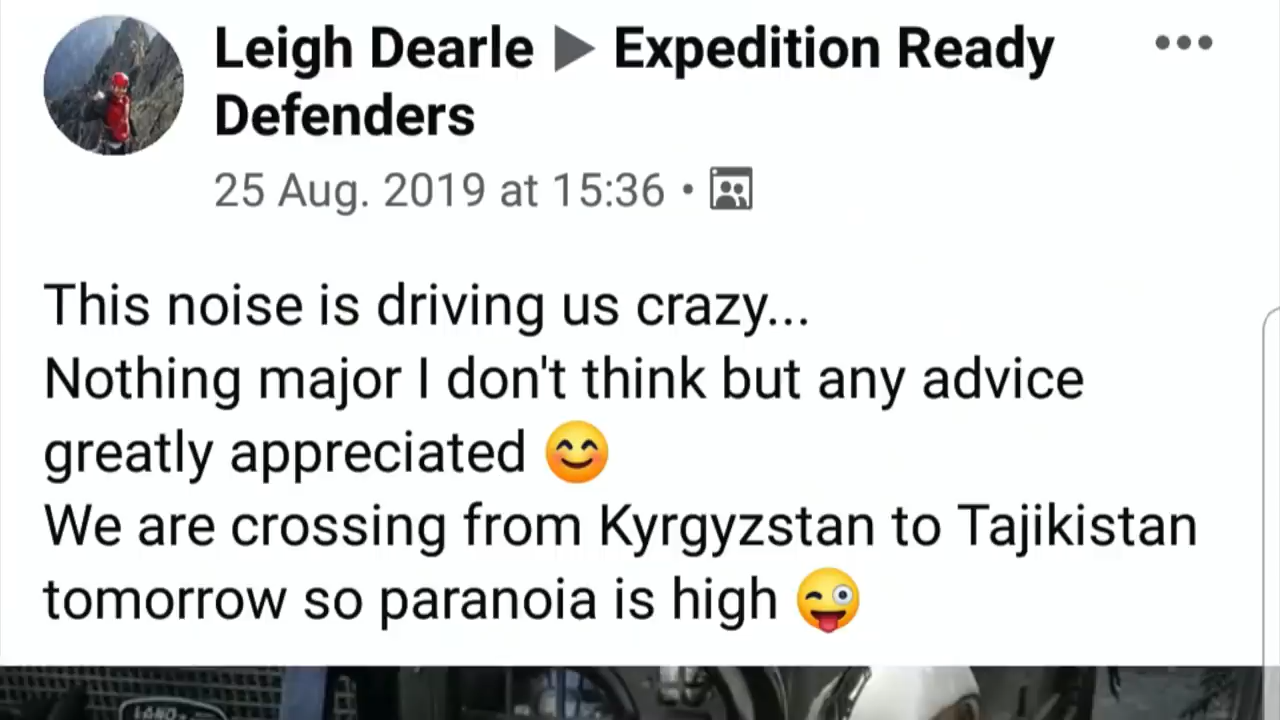 Leigh Dearle ▶ Expedition Ready
Defenders
25 Aug. 2019 at 15:36 •
This noise is driving us crazy...
Nothing major I don't think but any advice
greatly appreciated 😊
We are crossing from Kyrgyzstan to Tajikistan
tomorrow so paranoia is high 😜
LAND